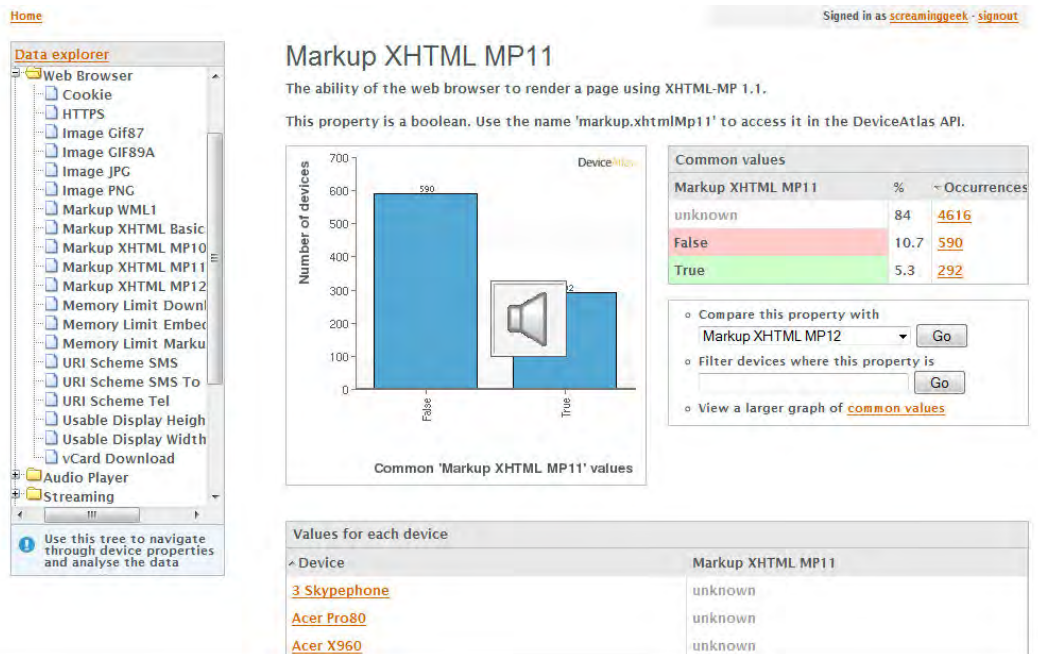 Home
Signed in as screaminggeek - signout
Data explorer
Web Browser
Cookie
HTTPS
Image Gif87
Image GIF89A
Image JPG
Image PNG
Markup WML1
Markup XHTML Basic
Markup XHTML MP10
Markup XHTML MP11
Markup XHTML MP12
Memory Limit Downl
Memory Limit Embec
Memory Limit Marku
URI Scheme SMS
URI Scheme SMS To
URI Scheme Tel
Usable Display Heigh
Usable Display Width
vCard Download
Audio Player
Streaming
Use this tree to navigate
through device properties
and analyse the data
Markup XHTML MP11
The ability of the web browser to render a page using XHTML-MP 1.1.
This property is a boolean. Use the name 'markup.xhtmlMp11' to access it in the DeviceAtlas API.
DeviceAtlas
Number of devices
700
600
500
400
300
200
100
0
590
2
False
True
Common 'Markup XHTML MP11' values
Common values
Markup XHTML MP11 % Occurrences
unknown 84 4616
False 10.7 590
True 5.3 292
Compare this property with
Markup XHTML MP12 Go
Filter devices where this property is
Go
View a larger graph of common values
Values for each device
Device Markup XHTML MP11
3 Skypephone unknown
Acer Pro80 unknown
Acer X960 unknown